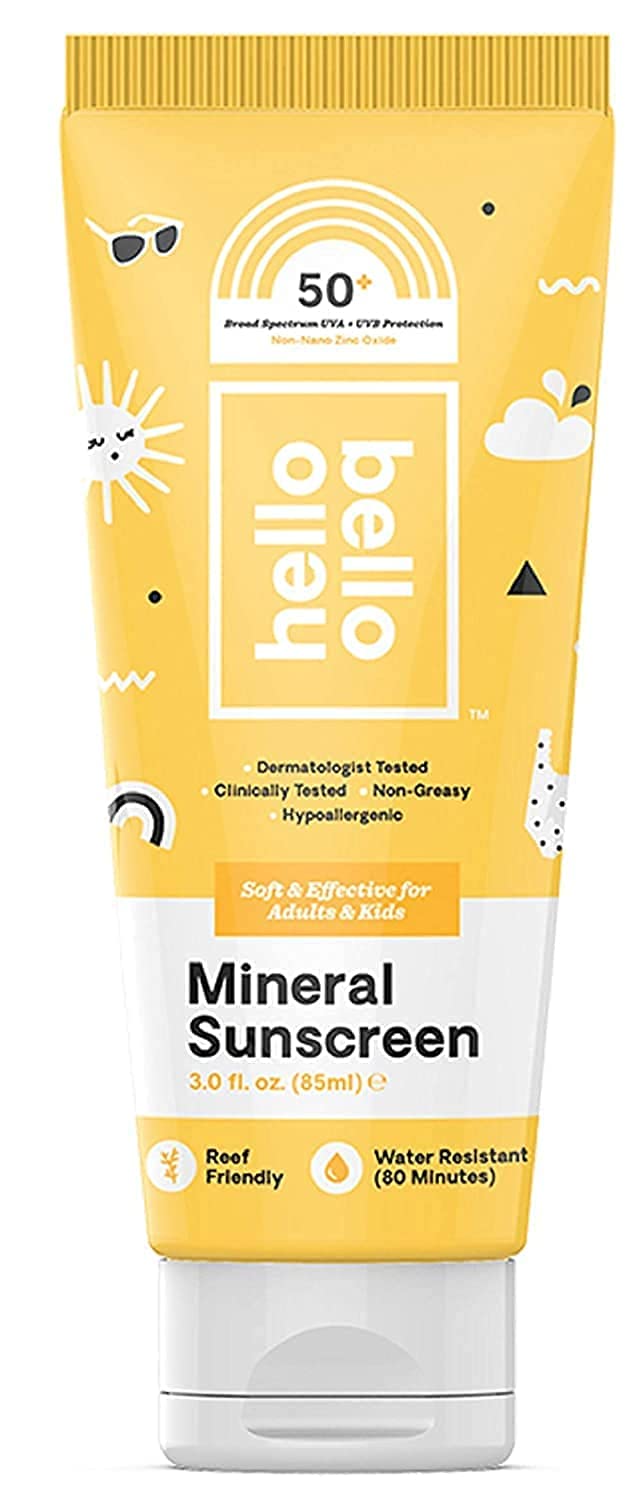 50+
Broad Spectrum UVA + UVB Protection
Non-Nano Zinc Oxide
hello
bello
TM
• Dermatologist Tested
• Clinically Tested • Non-Greasy
• Hypoallergenic
Soft & Effective for
Adults & Kids
Mineral
Sunscreen
3.0 fl. oz. (85ml) ℮
Reef
Friendly
Water Resistant
(80 Minutes)